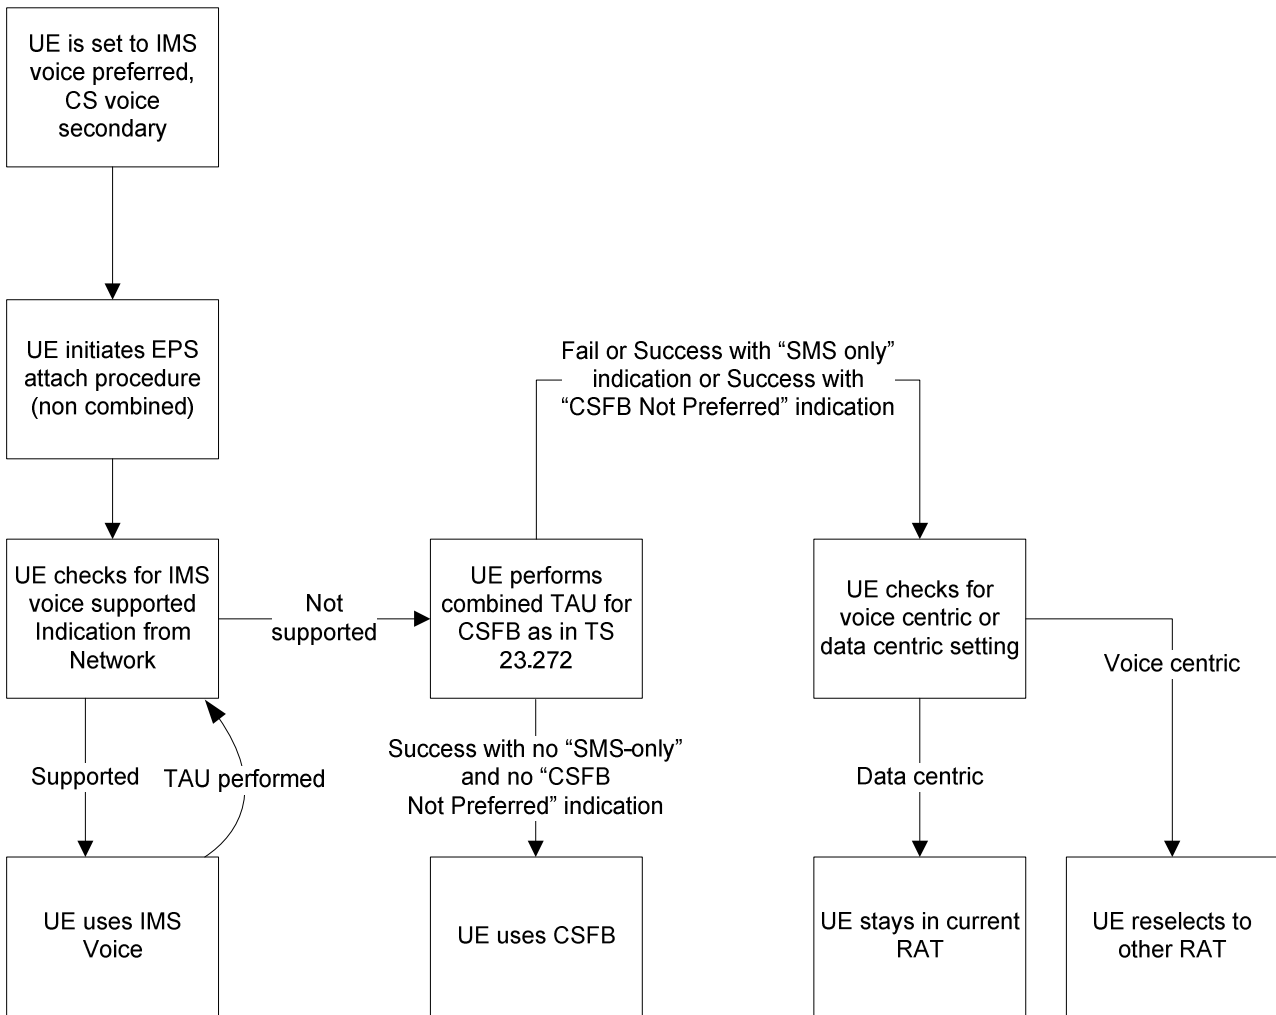 UE is set to IMS
voice preferred,
CS voice
secondary
UE initiates EPS
attach procedure
(non combined)
Fail or Success with “SMS only”
indication or Success with
“CSFB Not Preferred” indication
UE checks for IMS
voice supported
Indication from
Network
Not
supported
UE performs
combined TAU for
CSFB as in TS
23.272
UE checks for
voice centric or
data centric setting
Voice centric
Supported
TAU performed
Success with no “SMS-only”
and no “CSFB
Not Preferred” indication
Data centric
UE uses IMS
Voice
UE uses CSFB
UE stays in current
RAT
UE reselects to
other RAT